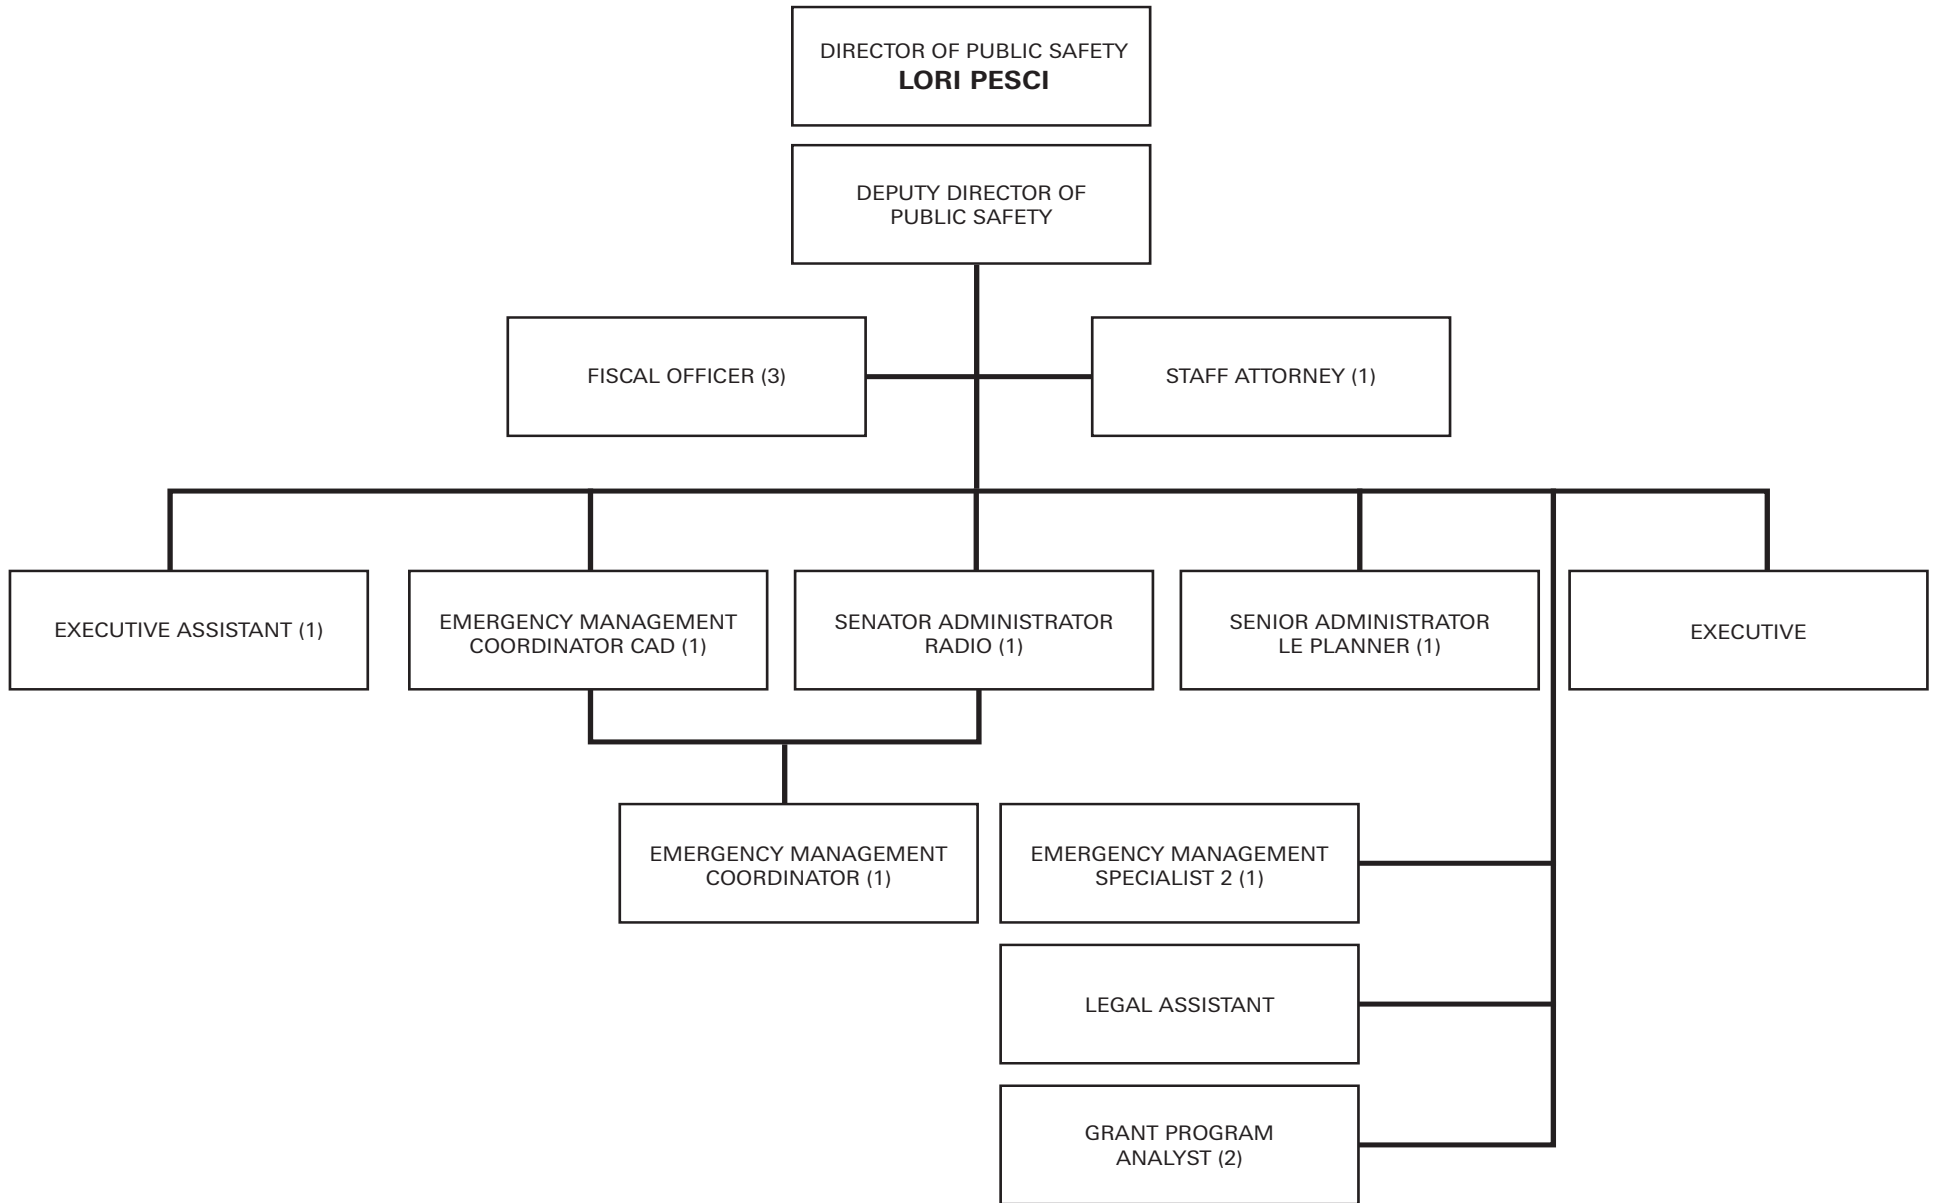 DIRECTOR OF PUBLIC SAFETY
LORI PESCI
DEPUTY DIRECTOR OF
PUBLIC SAFETY
FISCAL OFFICER (3)
STAFF ATTORNEY (1)
EXECUTIVE ASSISTANT (1)
EMERGENCY MANAGEMENT
COORDINATOR CAD (1)
SENATOR ADMINISTRATOR
RADIO (1)
SENIOR ADMINISTRATOR
LE PLANNER (1)
EXECUTIVE
EMERGENCY MANAGEMENT
COORDINATOR (1)
EMERGENCY MANAGEMENT
SPECIALIST 2 (1)
LEGAL ASSISTANT
GRANT PROGRAM
ANALYST (2)